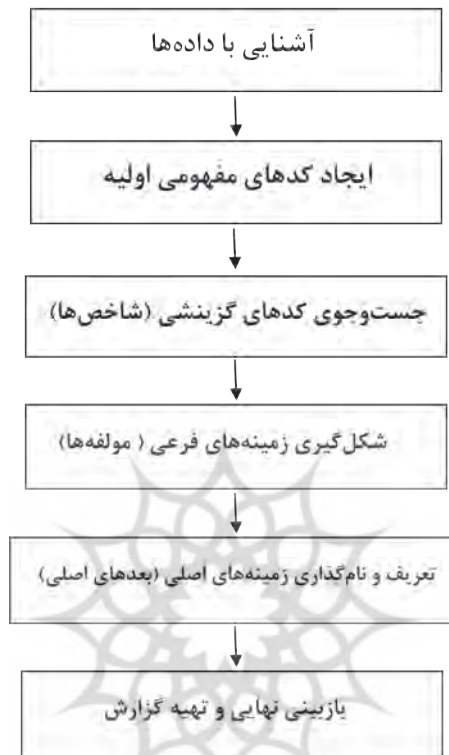 آشنایی با داده‌ها
ایجاد کدهای مفهومی اولیه
جست‌وجوی کدهای گزینشی (شاخص‌ها)
شکل‌گیری زمینه‌های فرعی ( مولفه‌ها)
تعریف و نام‌گذاری زمینه‌های اصلی (بعدهای اصلی)
بازبینی نهایی و تهیه گزارش